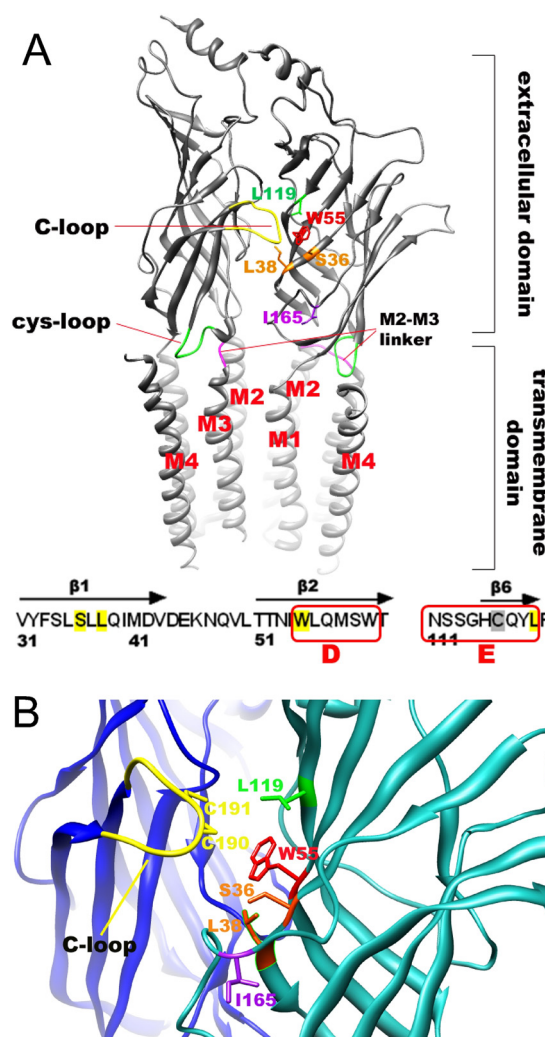 A
extracellular domain
L119
W55
C-loop
L38
S36
I165
cys-loop
M2-M3
linker
M2
M2
M3
M1
M4
M4
transmembrane
domain
β1
β2
β6
VYFSLSLLQIMDVDEKNQVLTTNIWLQMSWT
NSSGHCQYL
31
41
51
111
D
E
B
L119
C191
C190
W55
S36
L38
C-loop
I165